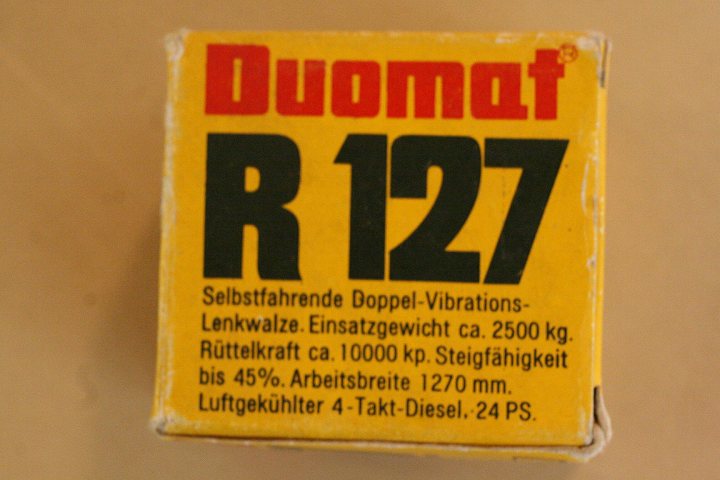 Duomat®
R 127
Selbstfahrende Doppel-Vibrations-
Lenkwalze. Einsatzgewicht ca. 2500 kg.
Rüttelkraft ca. 10000 kp. Steigfähigkeit
bis 45%. Arbeitsbreite 1270 mm.
Luftgekühlter 4-Takt-Diesel, 24 PS.